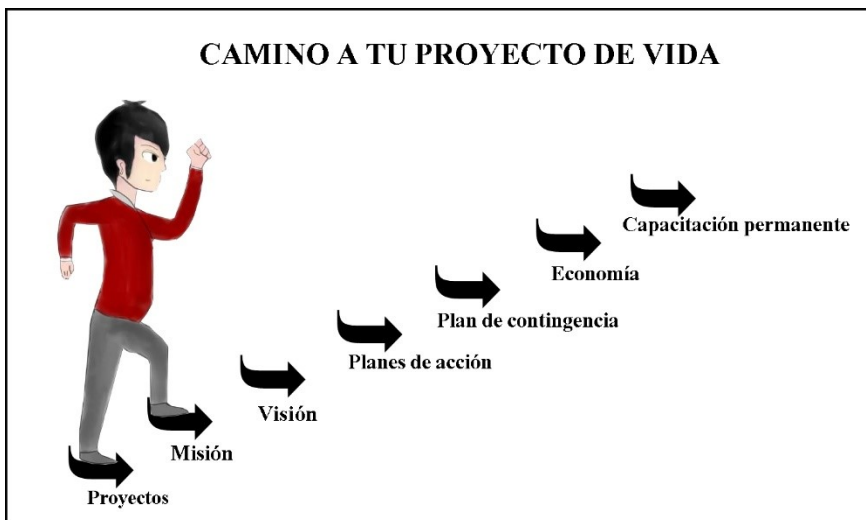 CAMINO A TU PROYECTO DE VIDA
Capacitación permanente
Economía
Plan de contingencia
Planes de acción
Visión
Misión
Proyectos